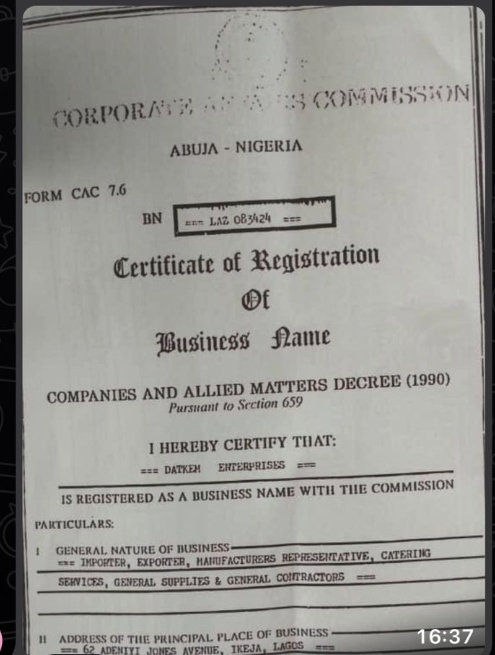 CORPORATE AFFAIRS COMMISSION
ABUJA - NIGERIA
FORM CAC 7.6
BN
=== LAZ 083424 ===
Certificate of Registration
Of
Business Name
COMPANIES AND ALLIED MATTERS DECREE (1990)
Pursuant to Section 659
I HEREBY CERTIFY THAT:
=== DATKEM ENTERPRISES ===
IS REGISTERED AS A BUSINESS NAME WITH THE COMMISSION
PARTICULARS:
I GENERAL NATURE OF BUSINESS
=== IMPORTER, EXPORTER, MANUFACTURERS REPRESENTATIVE, CATERING
SERVICES, GENERAL SUPPLIES & GENERAL CONTRACTORS ===
II ADDRESS OF THE PRINCIPAL PLACE OF BUSINESS
=== 62 ADENIYI JONES AVENUE, IKEJA, LAGOS ===
16:37